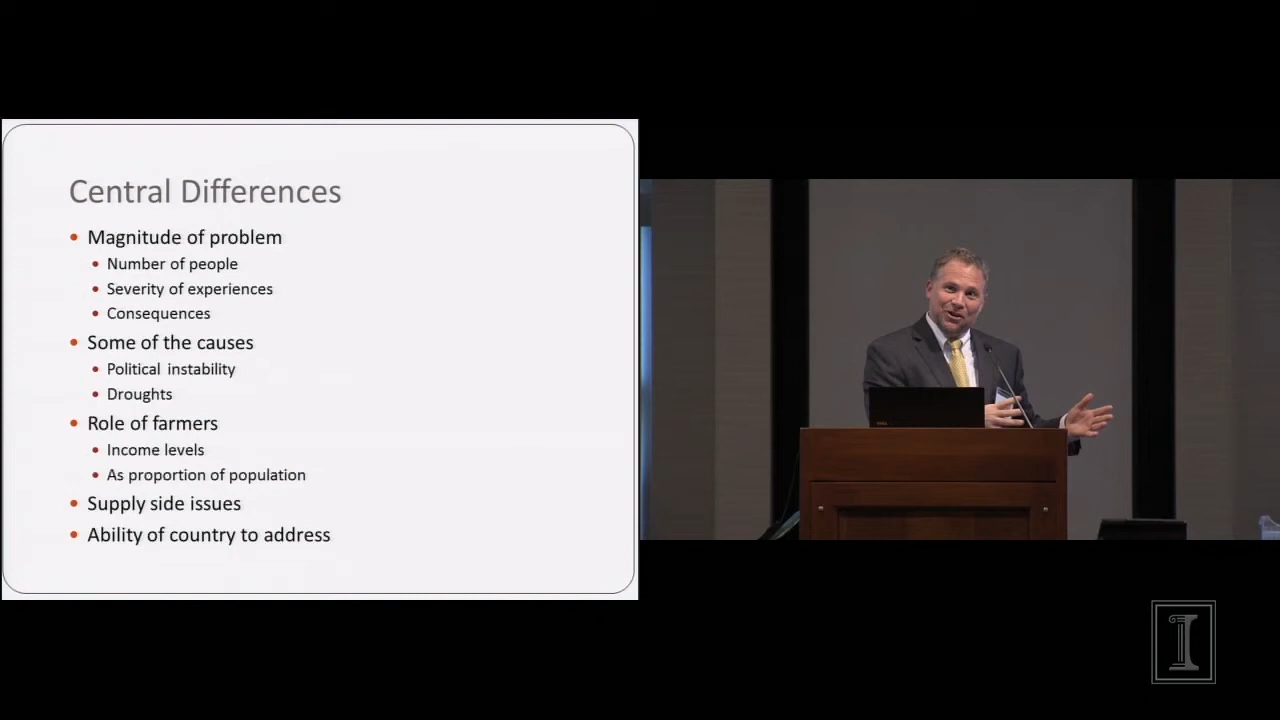 Central Differences
• Magnitude of problem
• Number of people
• Severity of experiences
• Consequences
• Some of the causes
• Political instability
• Droughts
• Role of farmers
• Income levels
• As proportion of population
• Supply side issues
• Ability of country to address
I